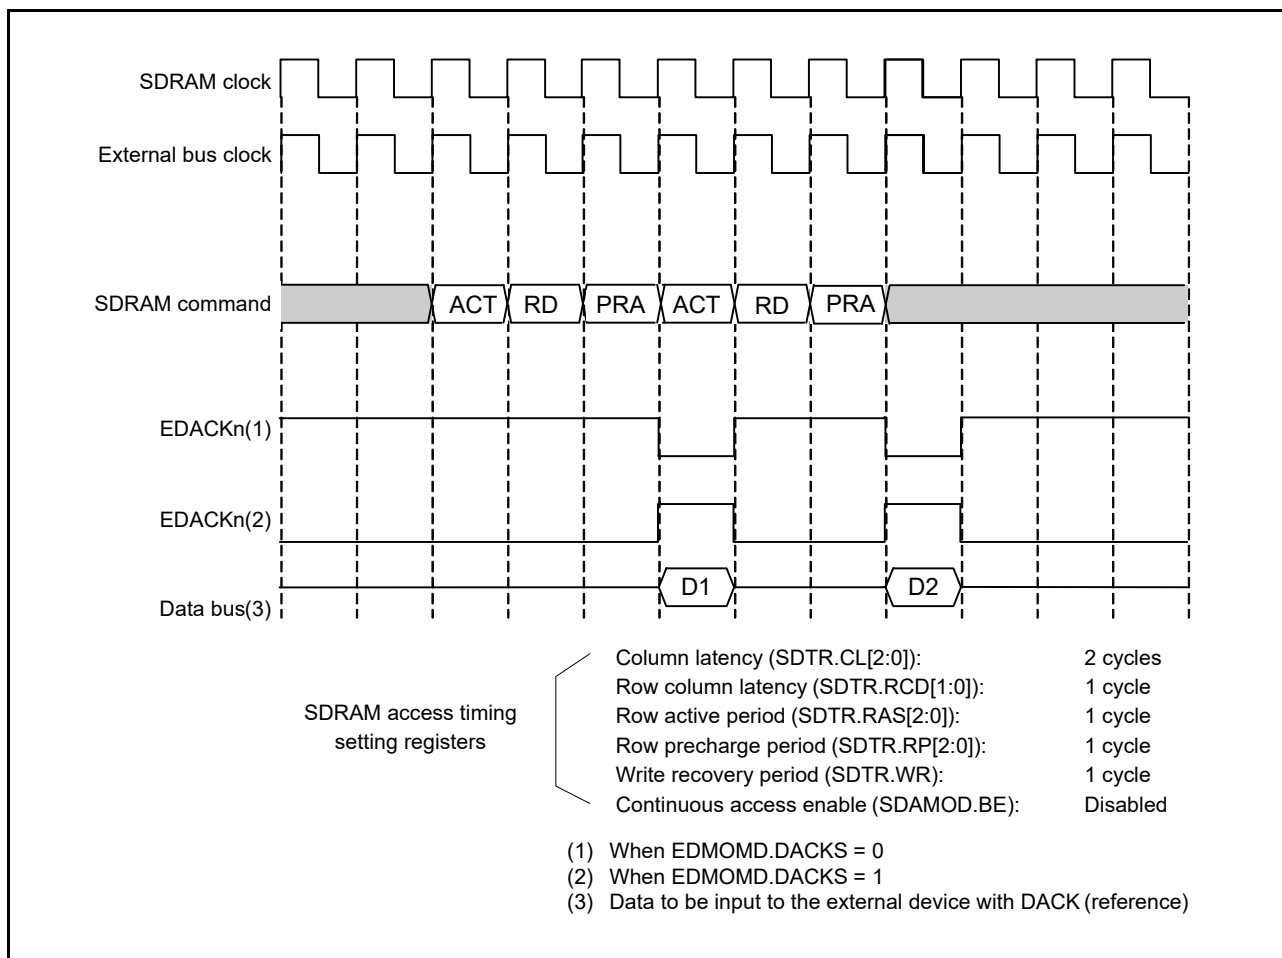 SDRAM clock
External bus clock
SDRAM command ACT RD PRA ACT RD PRA
EDACKn(1)
EDACKn(2)
Data bus(3) D1 D2
SDRAM access timing
setting registers
Column latency (SDTR.CL[2:0]): 2 cycles
Row column latency (SDTR.RCD[1:0]): 1 cycle
Row active period (SDTR.RAS[2:0]): 1 cycle
Row precharge period (SDTR.RP[2:0]): 1 cycle
Write recovery period (SDTR.WR): 1 cycle
Continuous access enable (SDAMOD.BE): Disabled
(1) When EDMOMD.DACKS = 0
(2) When EDMOMD.DACKS = 1
(3) Data to be input to the external device with DACK (reference)